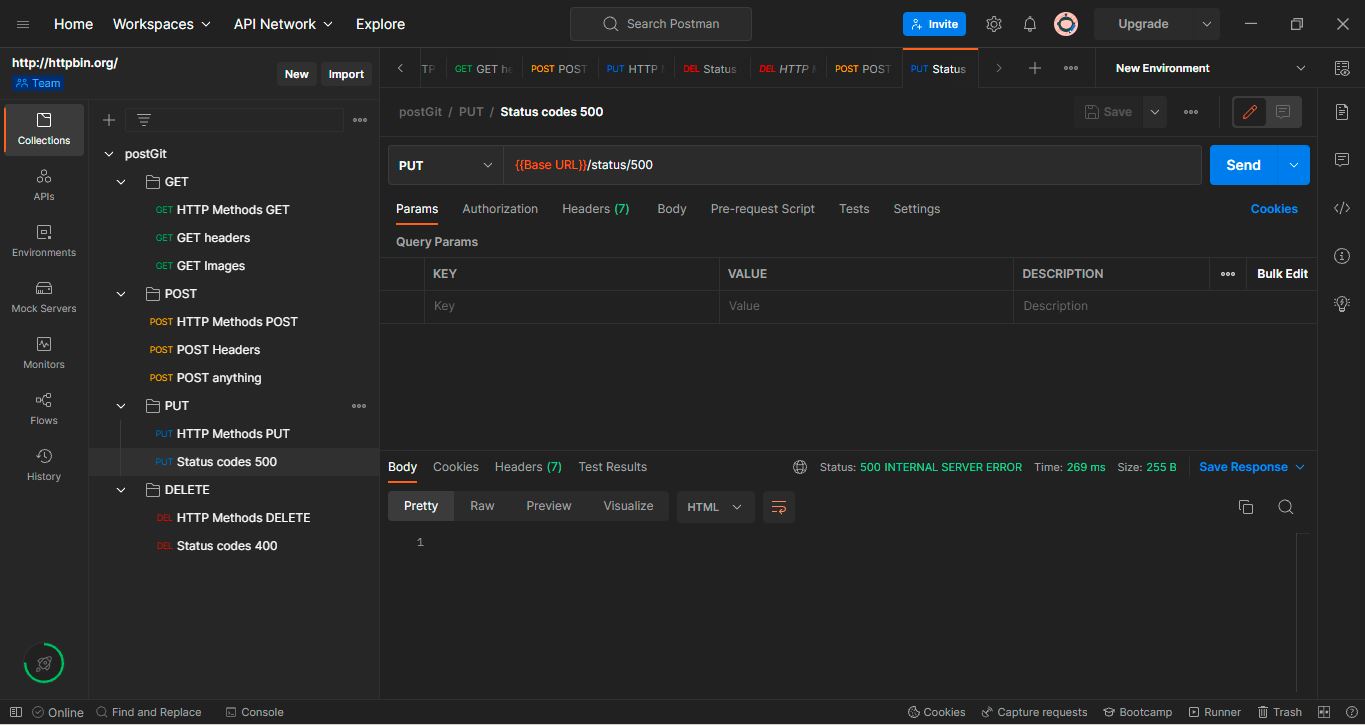 Home Workspaces API Network Explore Search Postman Invite Upgrade
http://httpbin.org/
Team
New Import
TP GET GET he POST POST PUT HTTP DEL Status DEL HTTP POST POST PUT Status New Environment
Collections
APIs
Environments
Mock Servers
Monitors
Flows
History
postGit
GET
GET HTTP Methods GET
GET GET headers
GET GET Images
POST
POST HTTP Methods POST
POST POST Headers
POST POST anything
PUT
PUT HTTP Methods PUT
PUT Status codes 500
DELETE
DEL HTTP Methods DELETE
DEL Status codes 400
postGit / PUT / Status codes 500 Save
PUT {{Base URL}}/status/500 Send
Params Authorization Headers (7) Body Pre-request Script Tests Settings Cookies
Query Params
KEY VALUE DESCRIPTION Bulk Edit
Key Value Description
Body Cookies Headers (7) Test Results Status: 500 INTERNAL SERVER ERROR Time: 269 ms Size: 255 B Save Response
Pretty Raw Preview Visualize HTML
1
Online Find and Replace Console Cookies Capture requests Bootcamp Runner Trash